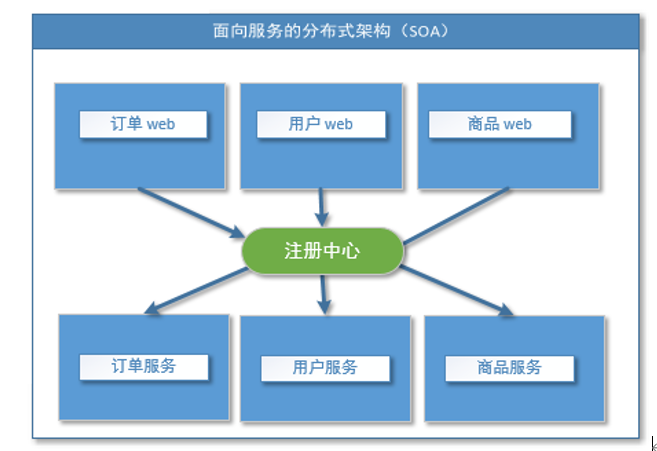 面向服务的分布式架构（SOA）
订单 web
用户 web
商品 web
注册中心
订单服务
用户服务
商品服务